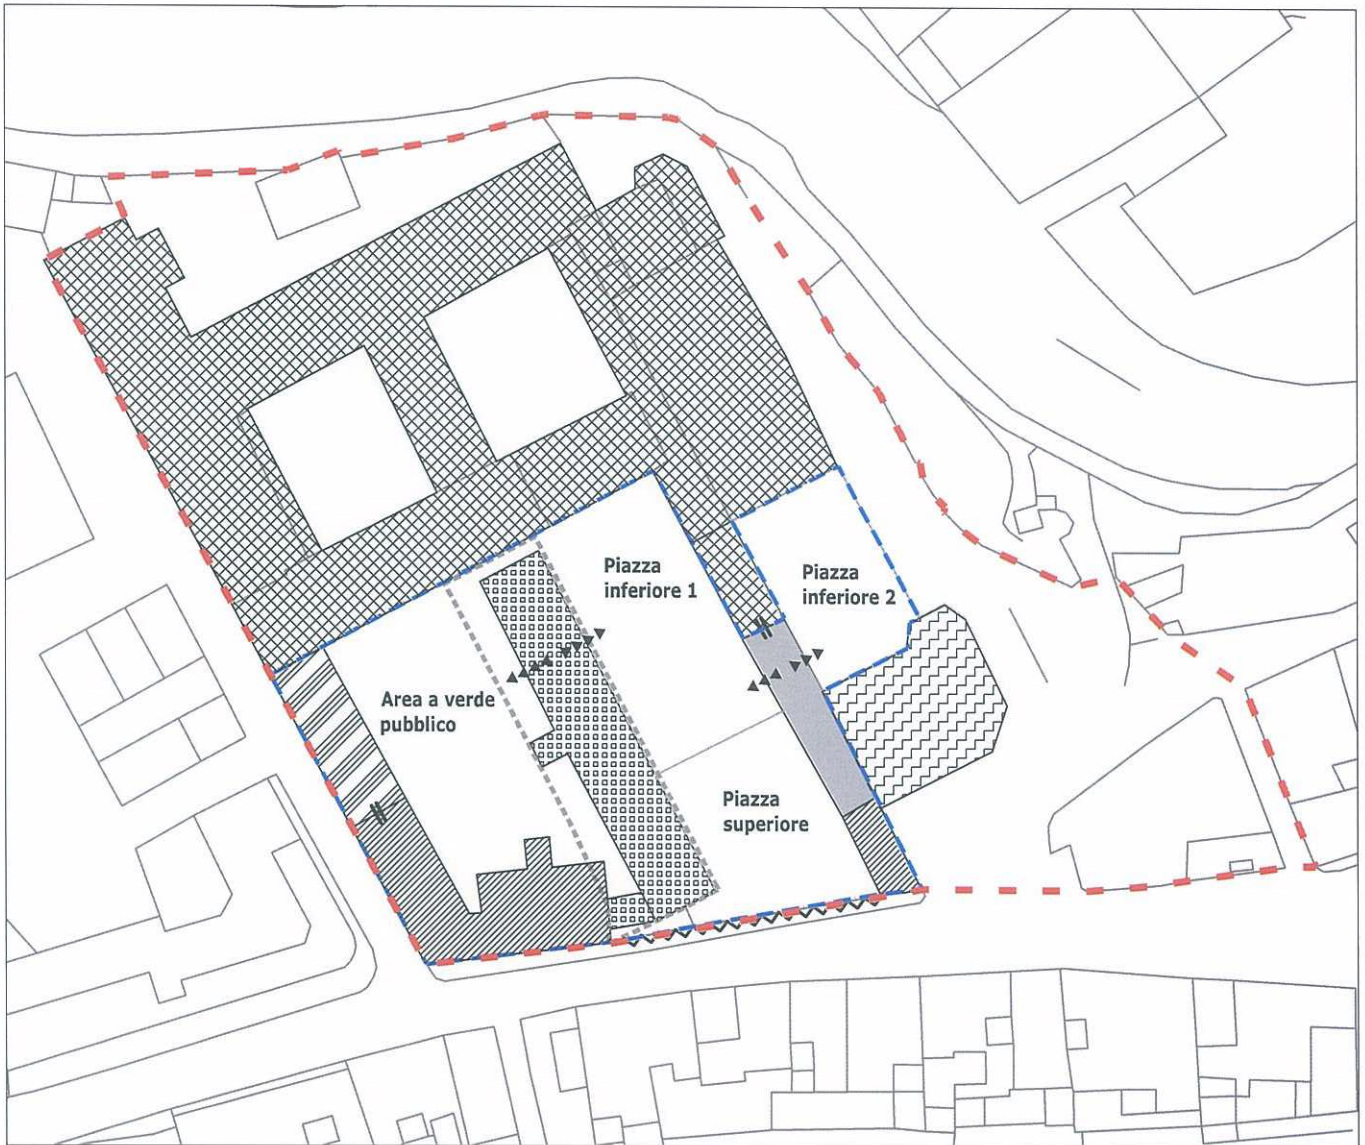 Piazza
inferiore 1
Piazza
inferiore 2
Area a verde
pubblico
Piazza
superiore